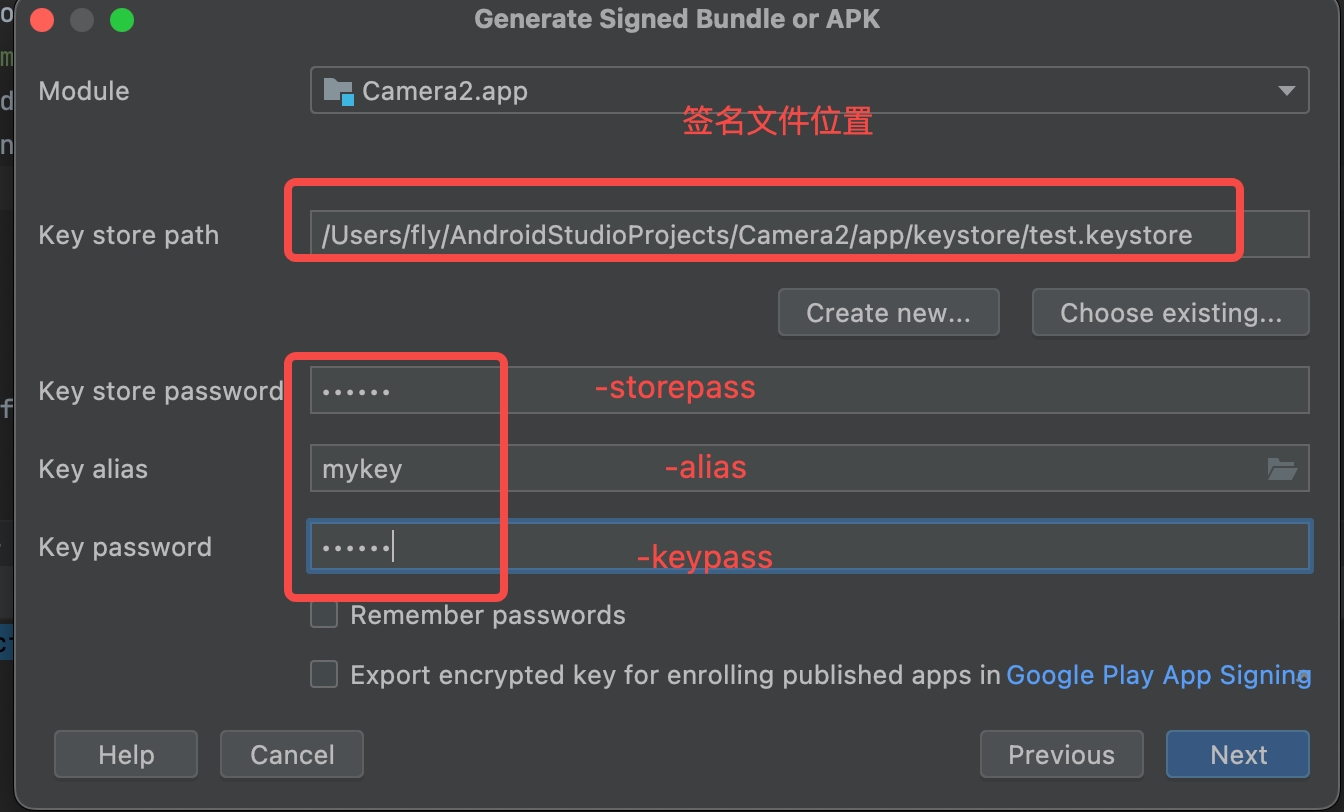 Generate Signed Bundle or APK
Module
Camera2.app
签名文件位置
Key store path
/Users/fly/AndroidStudioProjects/Camera2/app/keystore/test.keystore
Create new...
Choose existing...
Key store password
••••••
-storepass
Key alias
mykey
-alias
Key password
••••••
-keypass
Remember passwords
Export encrypted key for enrolling published apps in Google Play App Signing
Help
Cancel
Previous
Next